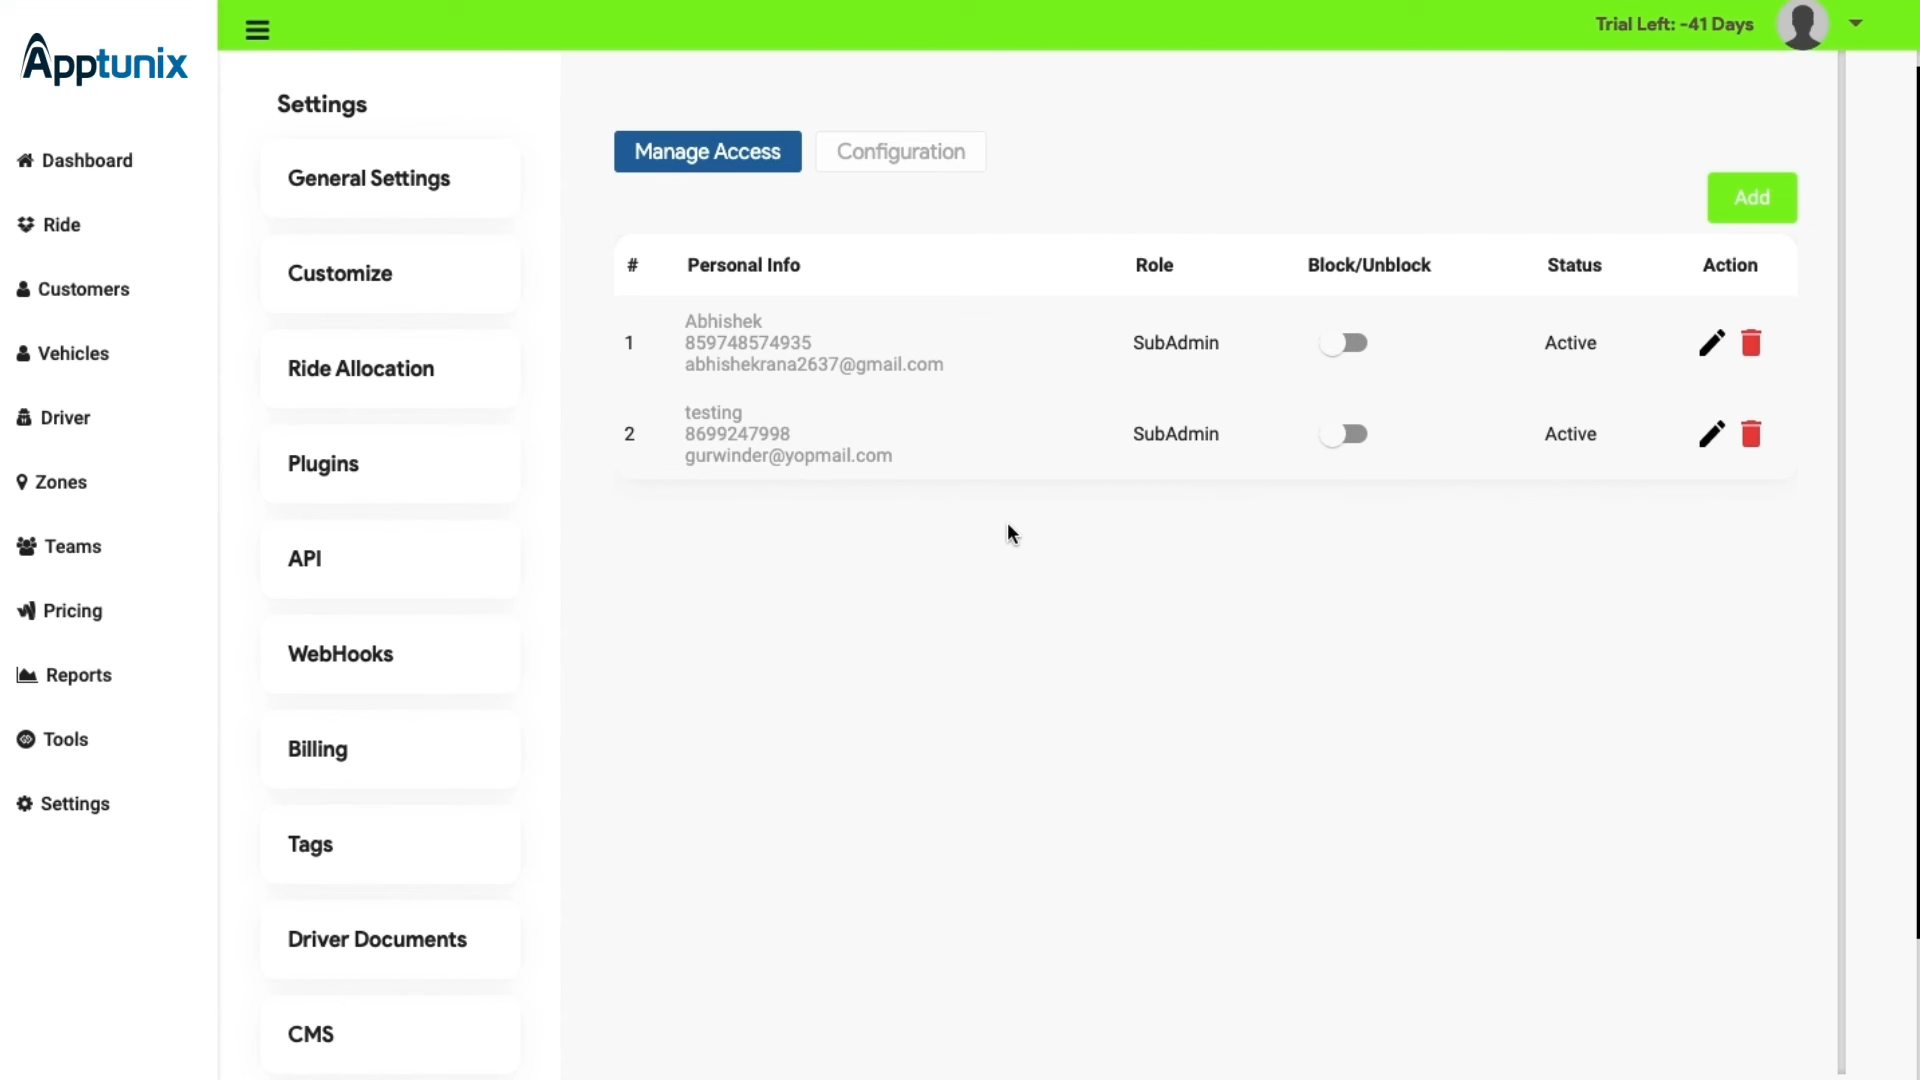 Apptunix
Trial Left: -41 Days
Dashboard
Ride
Customers
Vehicles
Driver
Zones
Teams
Pricing
Reports
Tools
Settings
Settings
General Settings
Customize
Ride Allocation
Plugins
API
WebHooks
Billing
Tags
Driver Documents
CMS
Manage Access
Configuration
Add
# Personal Info Role Block/Unblock Status Action
Abhishek
1 859748574935 SubAdmin Active
abhishekrana2637@gmail.com
testing
2 8699247998 SubAdmin Active
gurwinder@yopmail.com